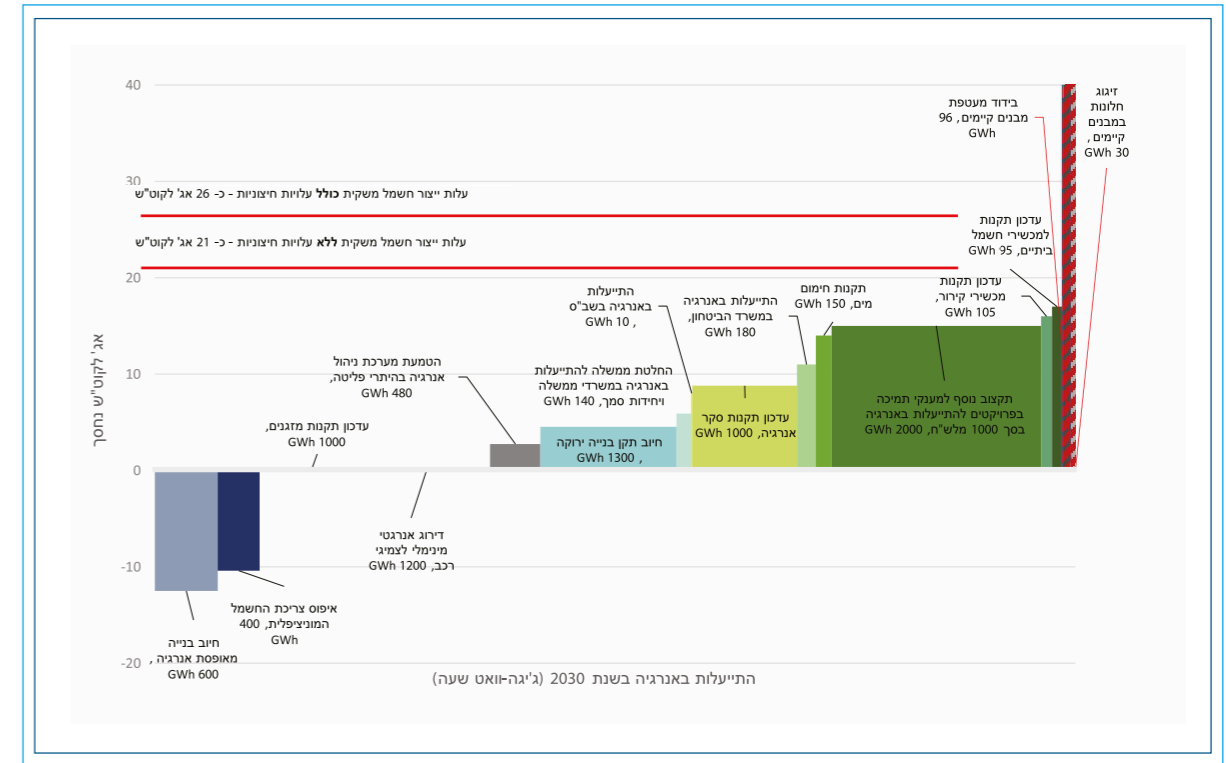 40
30
20
10
0
-10
-20
אג' לקוט"ש נחסך
עלות ייצור חשמל משקית כולל עלויות חיצוניות - כ- 26 אג' לקוט"ש
עלות ייצור חשמל משקית ללא עלויות חיצוניות - כ- 21 אג' לקוט"ש
זיגוג
חלונות
במבנים
קיימים,
30 GWh
בידוד מעטפת
מבנים קיימים, 96
GWh
עדכון תקנות
למכשירי חשמל
ביתיים, 95 GWh
עדכון תקנות
מכשירי קירור,
105 GWh
תקנות חימום
מים, 150 GWh
התייעלות באנרגיה
במשרד הביטחון,
180 GWh
התייעלות
באנרגיה בשב"ס
, 10 GWh
החלטת ממשלה להתייעלות
באנרגיה במשרדי ממשלה
ויחידות סמך, 140 GWh
הטמעת מערכת ניהול
אנרגיה בהיתרי פליטה,
480 GWh
עדכון תקנות מזגנים,
1000 GWh
תקצוב נוסף למענקי תמיכה
בפרויקטים להתייעלות באנרגיה
בסך 1000 מלש"ח, 2000 GWh
עדכון תקנות סקר
אנרגיה, 1000 GWh
חיוב תקן בנייה ירוקה
, 1300 GWh
דירוג אנרגטי
מינימלי לצמיגי
רכב, 1200 GWh
איפוס צריכת החשמל
המוניציפלית, 400
GWh
חיוב בנייה
מאופסת אנרגיה ,
600 GWh
התייעלות באנרגיה בשנת 2030 (ג'יגה-וואט שעה)